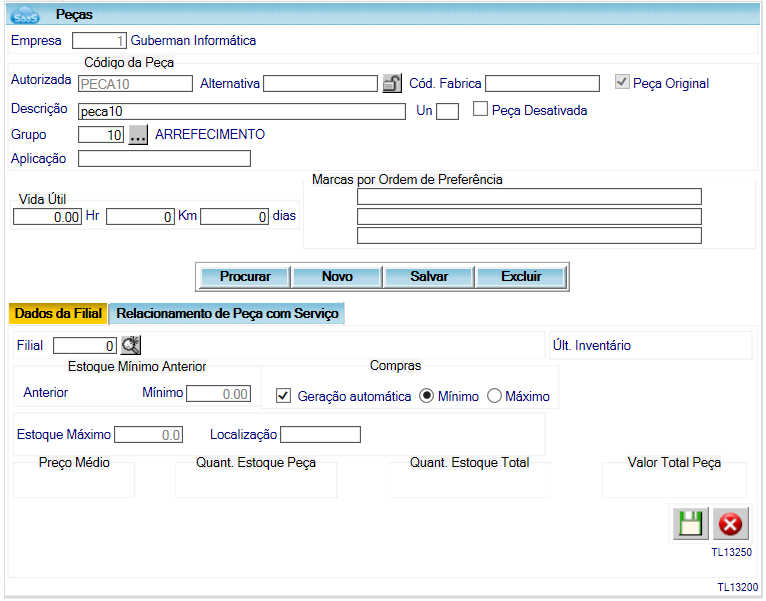 SaaS Peças
Empresa 1 Guberman Informática
Código da Peça
Autorizada PECA10 Alternativa Cód. Fabrica Peça Original
Descrição peca10 Un Peça Desativada
Grupo 10 ... ARREFECIMENTO
Aplicação
Marcas por Ordem de Preferência
Vida Útil
0.00 Hr 0 Km 0 dias
Procurar Novo Salvar Excluir
Dados da Filial Relacionamento de Peça com Serviço
Filial 0 Últ. Inventário
Estoque Mínimo Anterior Compras
Anterior Mínimo 0.00 Geração automática Mínimo Máximo
Estoque Máximo 0.0 Localização
Preço Médio Quant. Estoque Peça Quant. Estoque Total Valor Total Peça
TL13250
TL13200